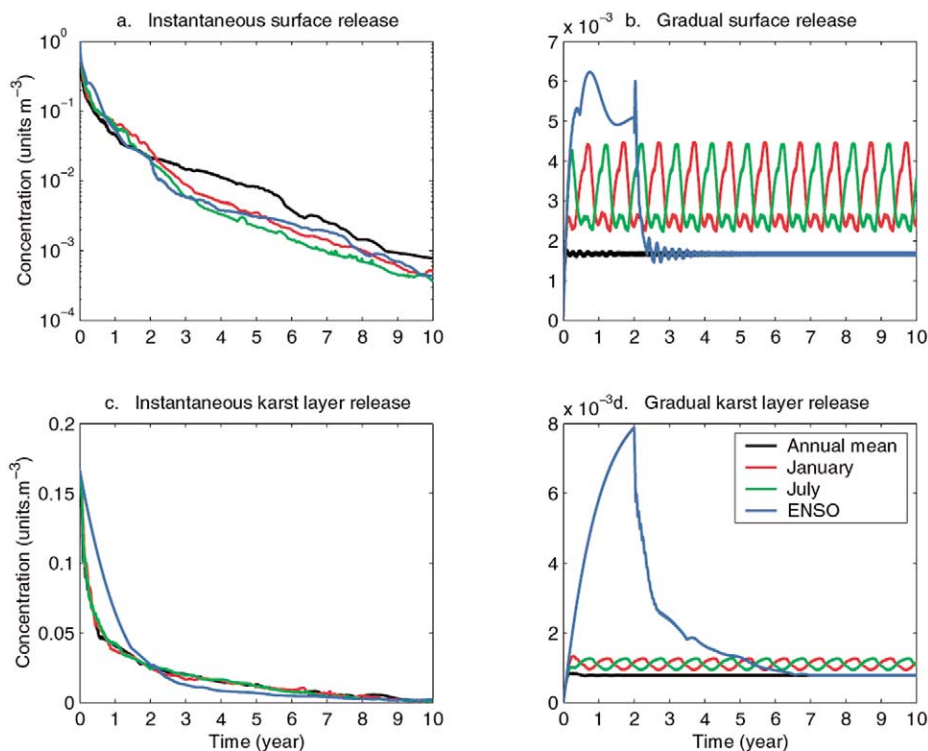 a. Instantaneous surface release
10⁰
10⁻¹
10⁻²
10⁻³
10⁻⁴
Concentration (units m⁻³)
0 1 2 3 4 5 6 7 8 9 10
× 10⁻³ b. Gradual surface release
7
6
5
4
3
2
1
0
0 1 2 3 4 5 6 7 8 9 10
c. Instantaneous karst layer release
0.2
0.15
0.1
0.05
0
Concentration (units.m⁻³)
0 1 2 3 4 5 6 7 8 9 10
Time (year)
× 10⁻³d. Gradual karst layer release
8
6
4
2
0
Annual mean
January
July
ENSO
0 1 2 3 4 5 6 7 8 9 10
Time (year)